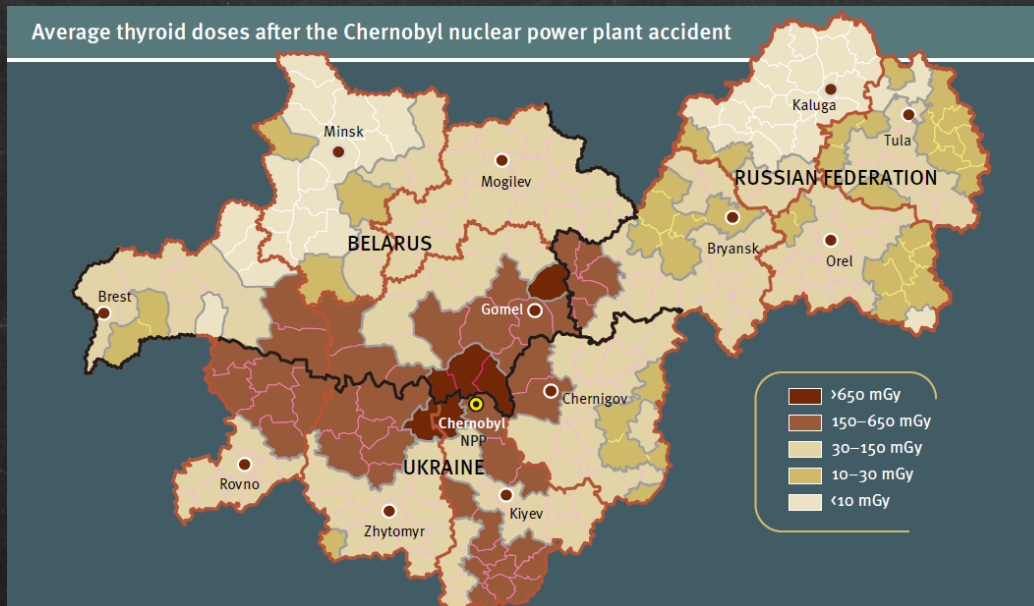 Average thyroid doses after the Chernobyl nuclear power plant accident
Kaluga
Minsk
Tula
Mogilev
RUSSIAN FEDERATION
BELARUS
Bryansk
Orel
Brest
Gomel
Chernigov
Chernobyl
NPP
UKRAINE
Rovno
Kiyev
Zhytomyr
>650 mGy
150–650 mGy
30–150 mGy
10–30 mGy
<10 mGy